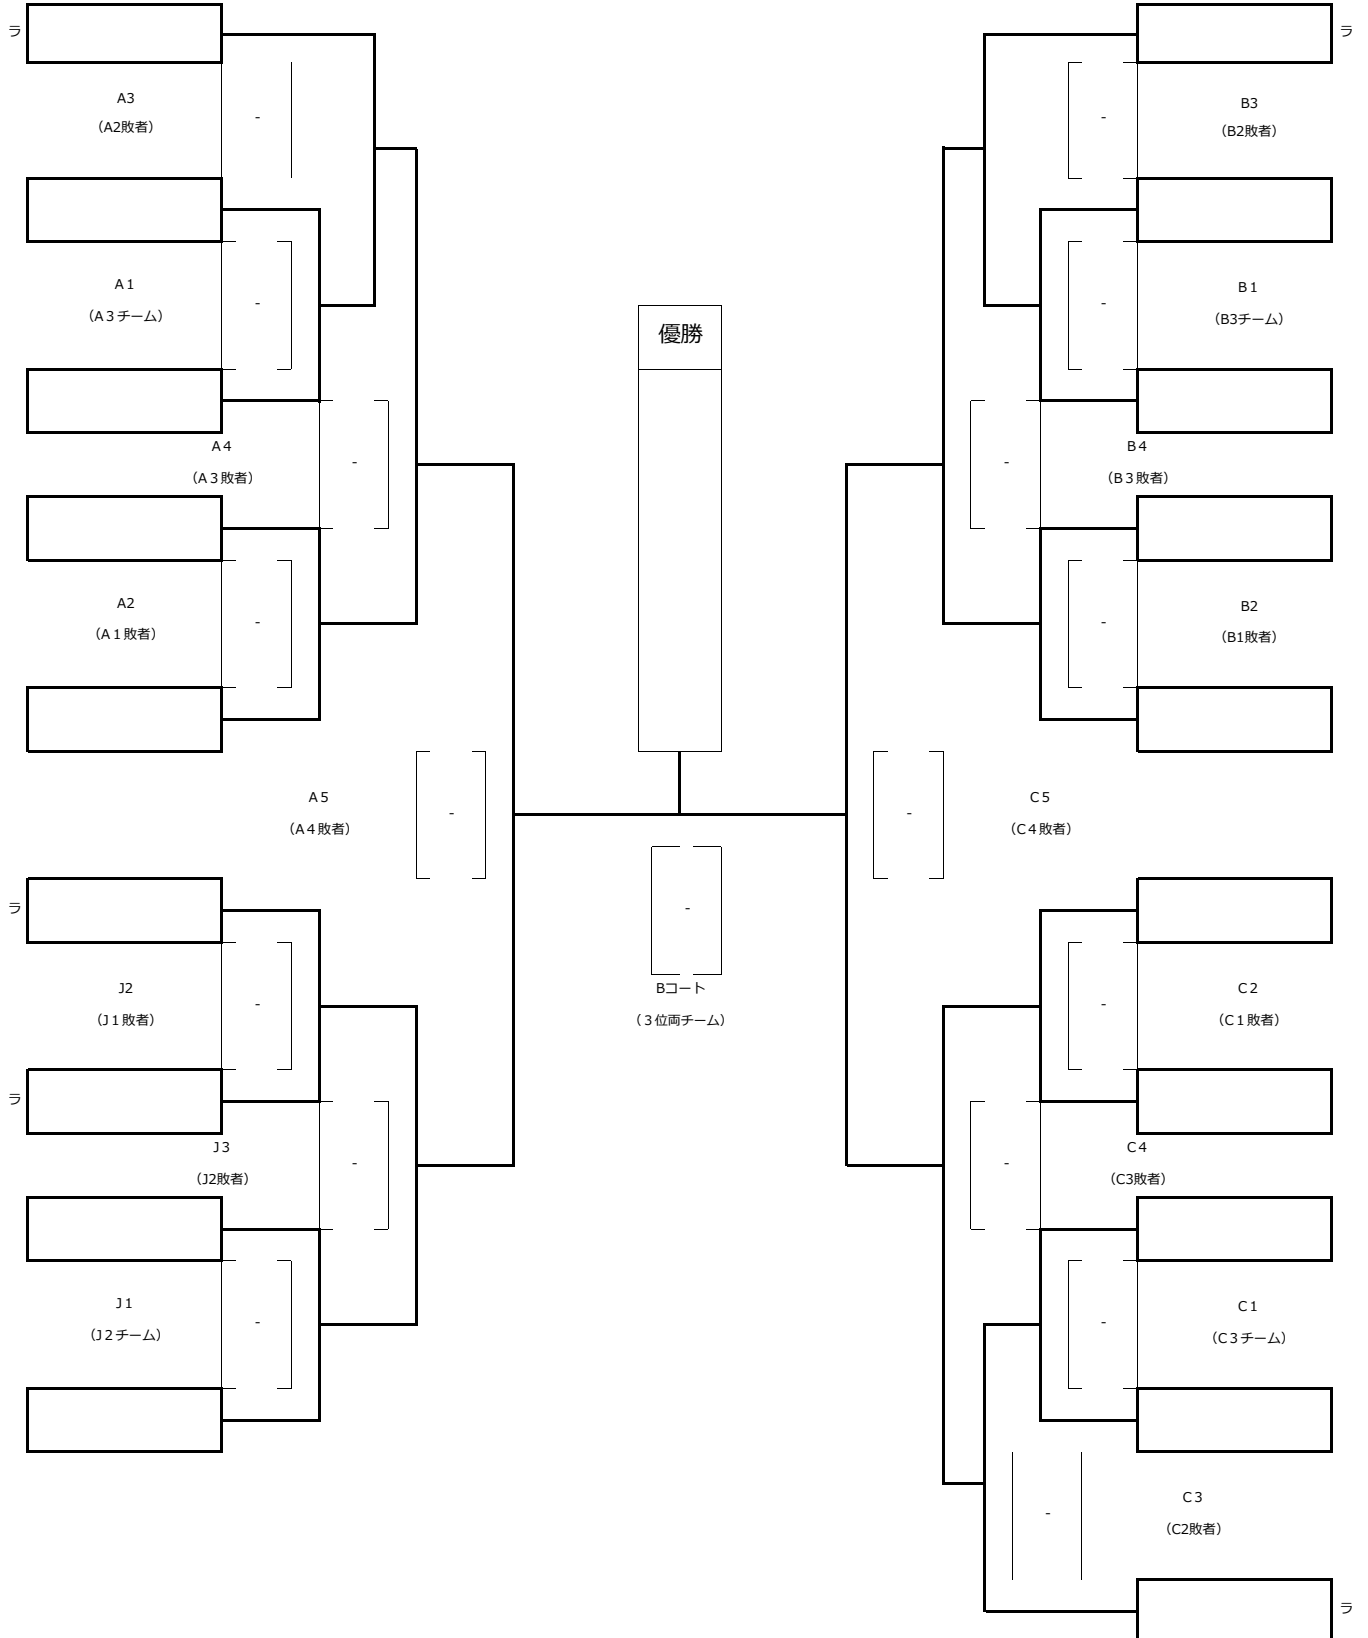 ラ
A3
（A2敗者）
-
A１
（A３チーム）
-
A４
（A３敗者）
-
A2
（A１敗者）
-
A５
（A４敗者）
-
ラ
J2
（J１敗者）
-
ラ
J３
（J2敗者）
-
J１
（J２チーム）
-
優勝
-
Bコート
（３位両チーム）
ラ
B3
（B2敗者）
-
B１
（B3チーム）
-
B４
（B３敗者）
-
B2
（B1敗者）
-
C５
（C４敗者）
-
C２
（C１敗者）
-
C４
（C3敗者）
-
C１
（C３チーム）
-
C３
（C2敗者）
-
ラ